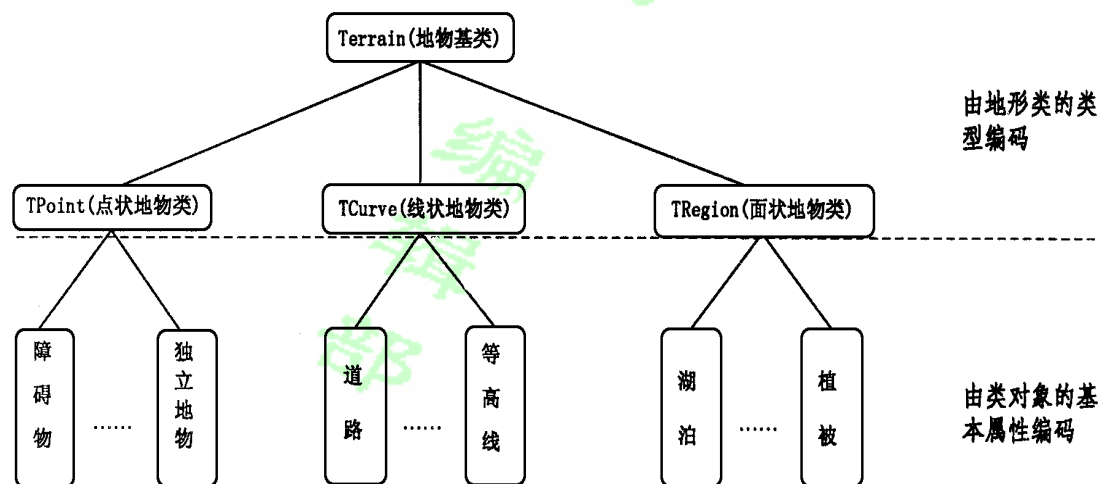 Terrain(地物基类)
由地形类的类
型编码
TPoint(点状地物类)
TCurve(线状地物类)
TRegion(面状地物类)
障碍物
……
独立地物
道路
……
等高线
湖泊
……
植被
由类对象的基
本属性编码
编辑部